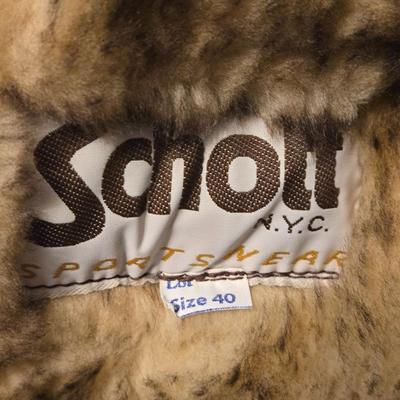 Schott
N.Y.C.
SPORTSWEAR
Lot
Size 40